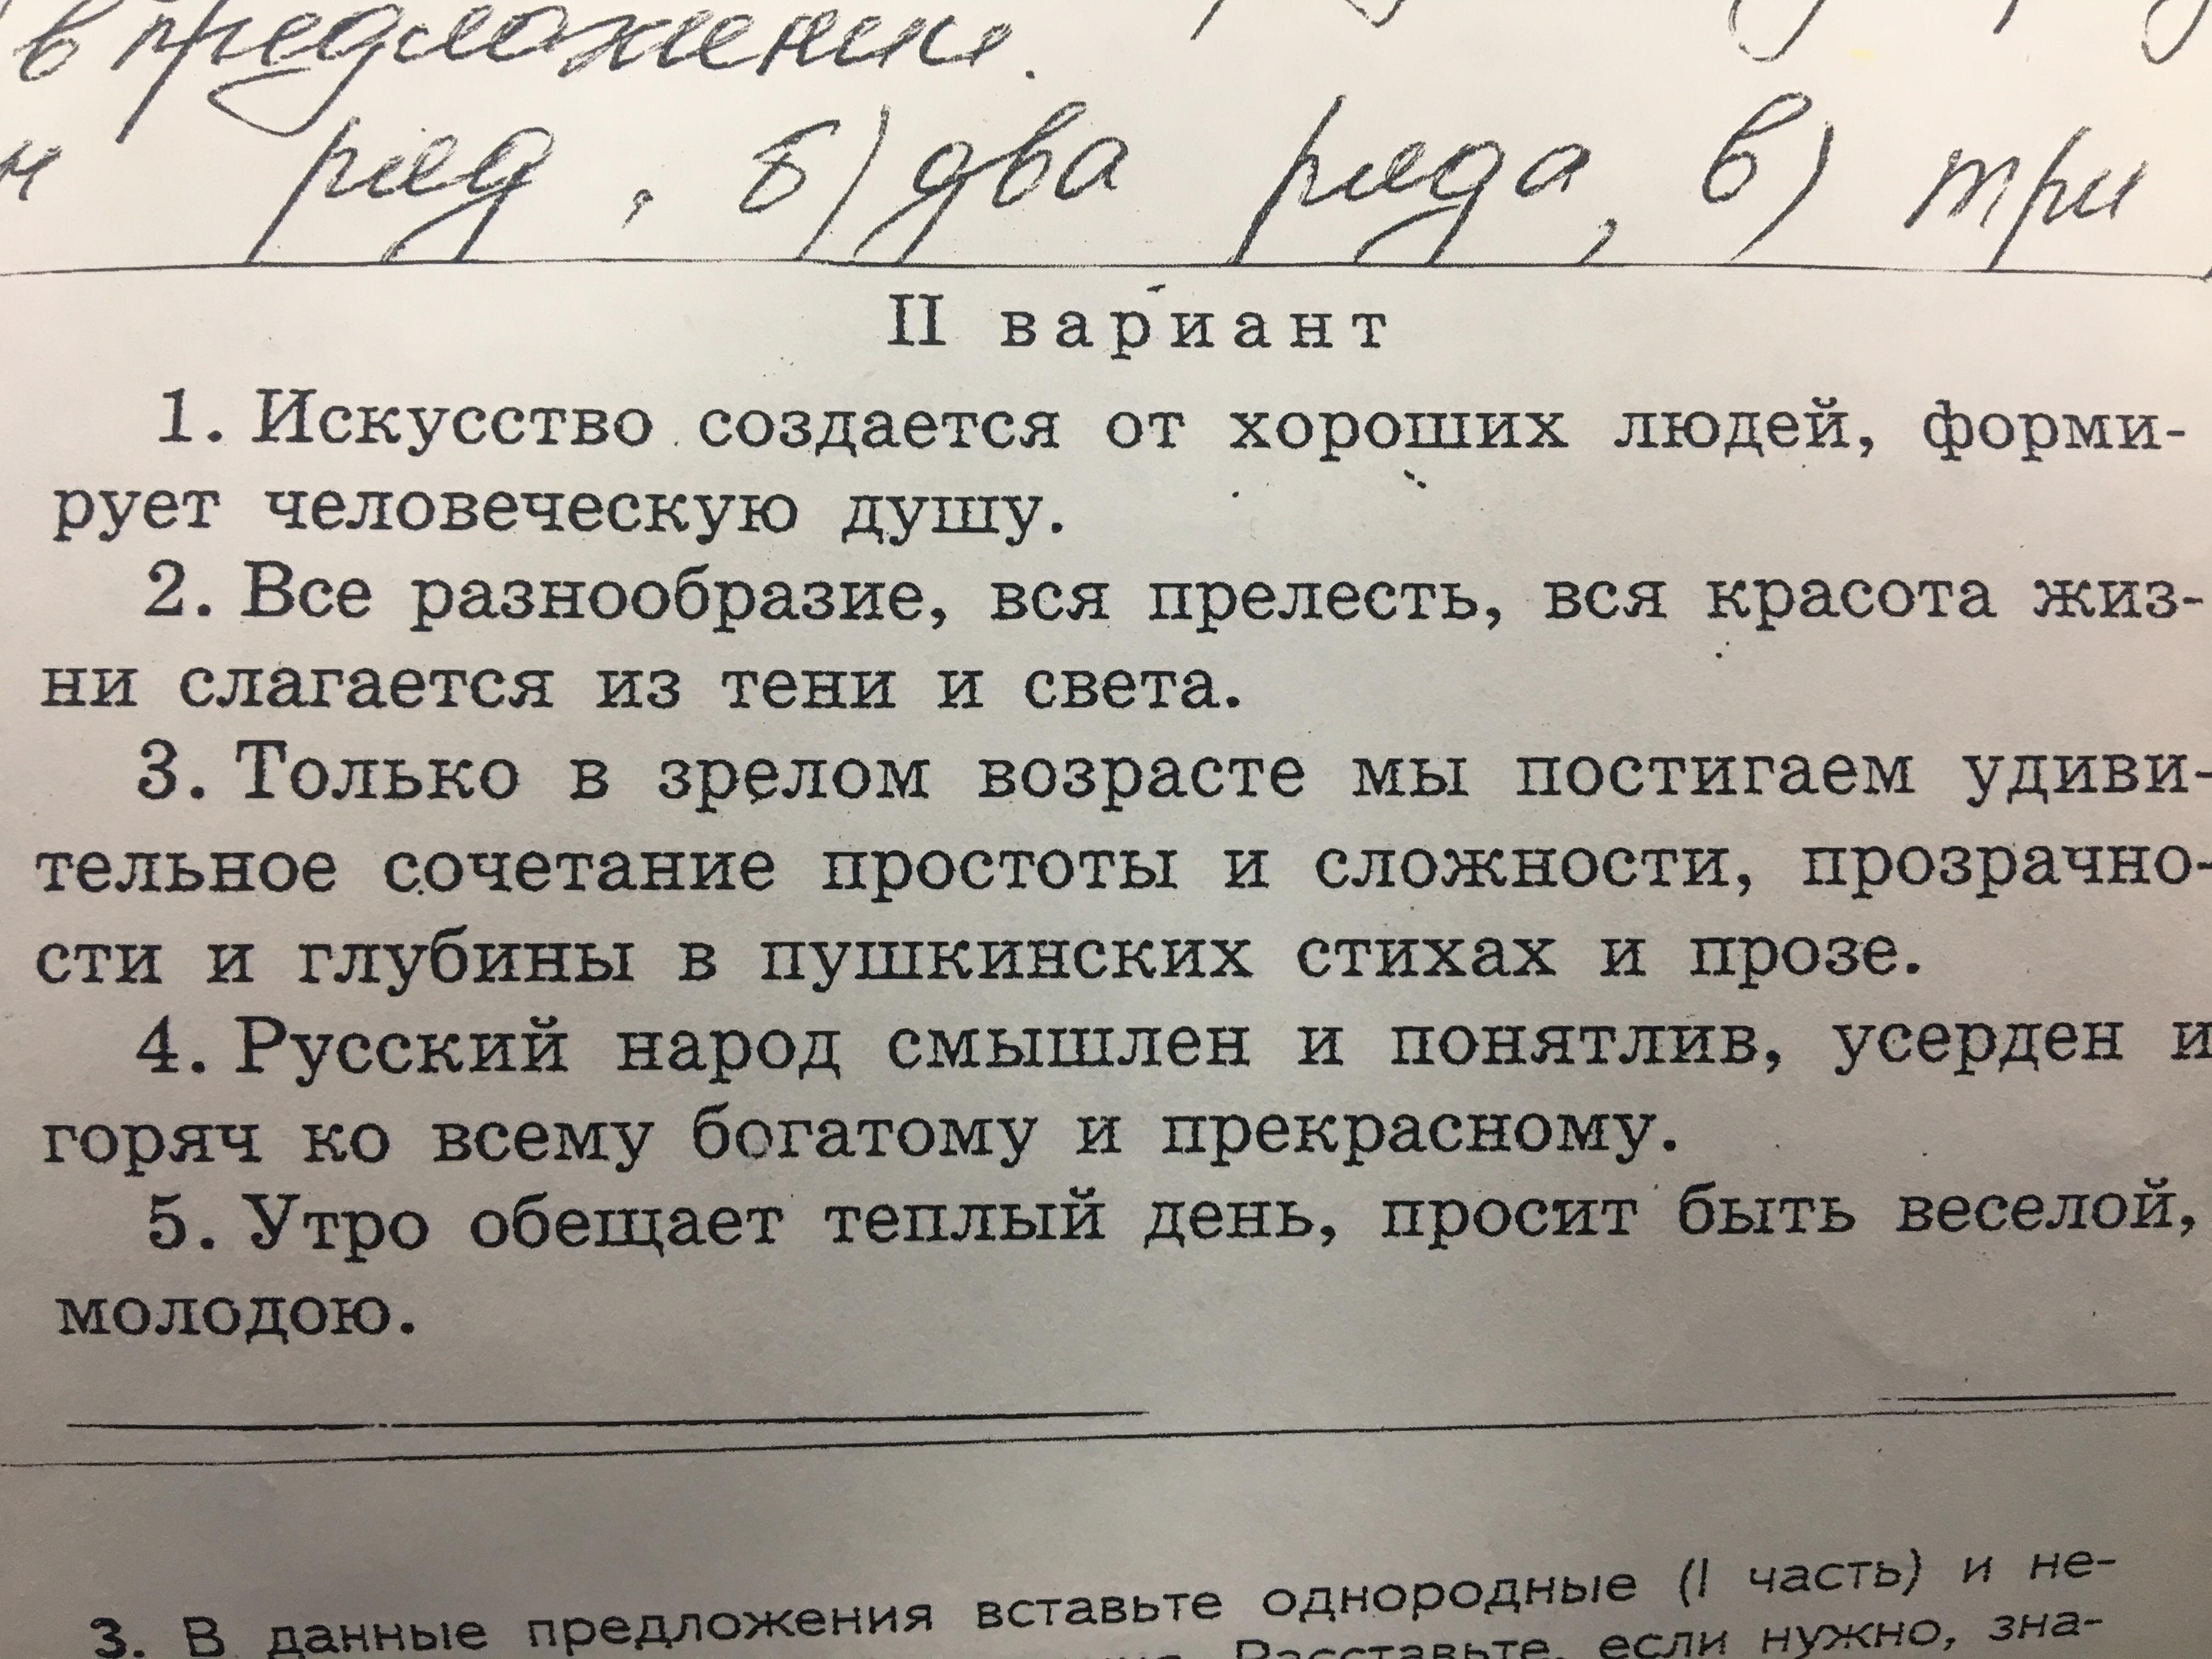 в предложении.
ряд, б) два ряда, в) три
II вариант
1. Искусство создается от хороших людей, форми-
рует человеческую душу.
2. Все разнообразие, вся прелесть, вся красота жиз-
ни слагается из тени и света.
3. Только в зрелом возрасте мы постигаем удиви-
тельное сочетание простоты и сложности, прозрачно-
сти и глубины в пушкинских стихах и прозе.
4. Русский народ смышлен и понятлив, усерден и
горяч ко всему богатому и прекрасному.
5. Утро обещает теплый день, просит быть веселой,
молодою.
3. В данные предложения вставьте однородные (I часть) и не-
Расставьте, если нужно, зна-